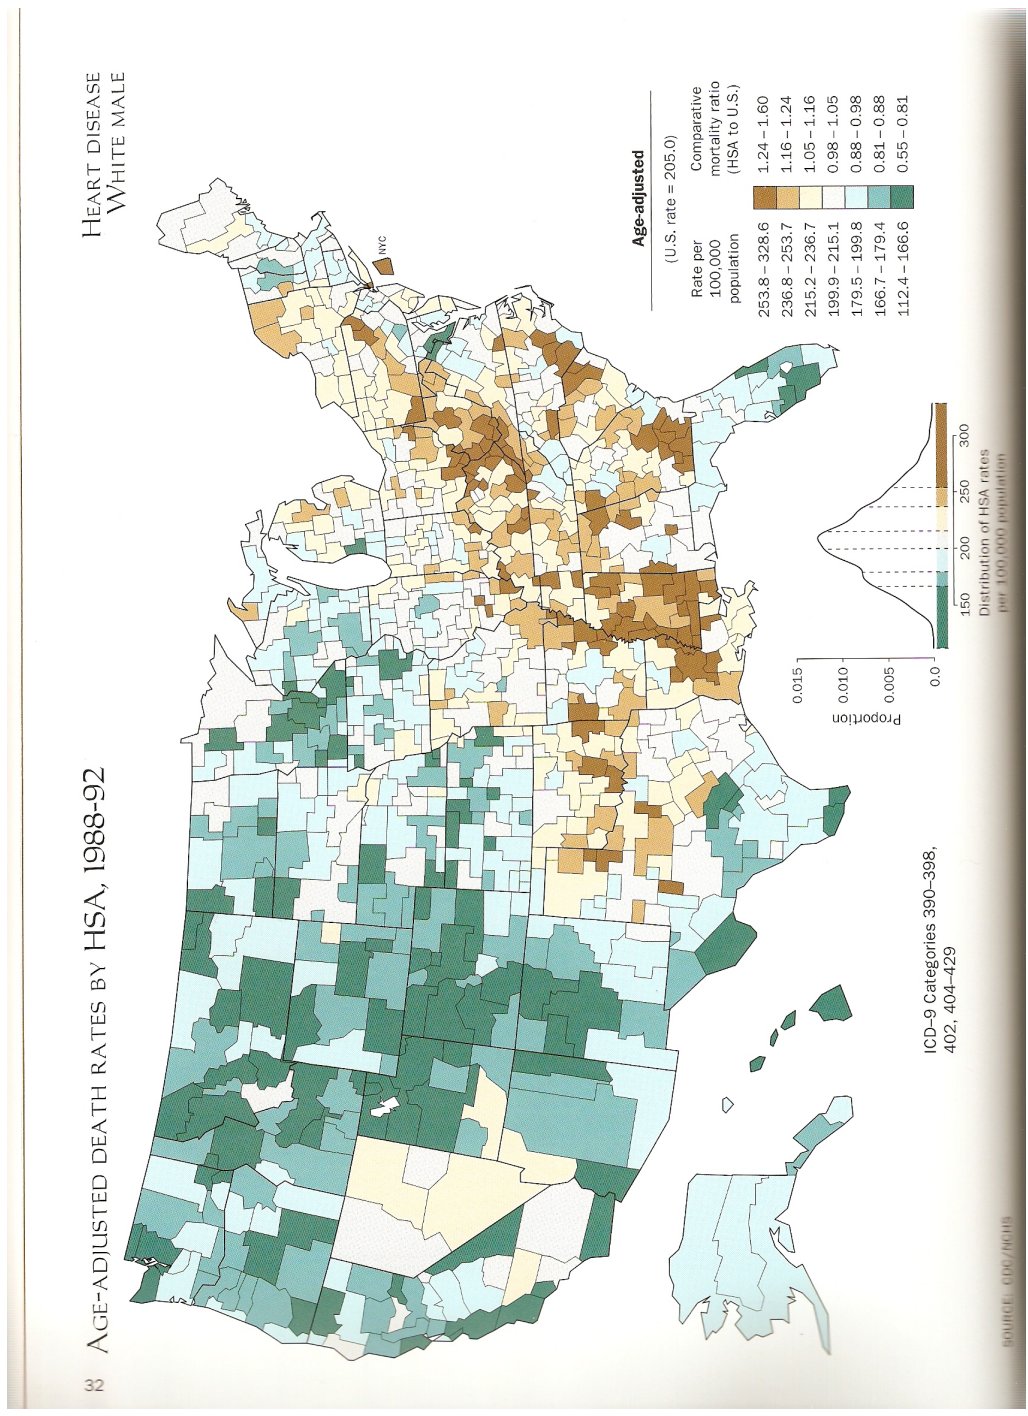 32
AGE-ADJUSTED DEATH RATES BY HSA, 1988-92
HEART DISEASE
WHITE MALE
NYC
Age-adjusted
(U.S. rate = 205.0)
Rate per
100,000
population
Comparative
mortality ratio
(HSA to U.S.)
253.8 – 328.6 1.24 – 1.60
236.8 – 253.7 1.16 – 1.24
215.2 – 236.7 1.05 – 1.16
199.9 – 215.1 0.98 – 1.05
179.5 – 199.8 0.88 – 0.98
166.7 – 179.4 0.81 – 0.88
112.4 – 166.6 0.55 – 0.81
ICD–9 Categories 390–398,
402, 404–429
Proportion
0.015
0.010
0.005
0.0
150 200 250 300
Distribution of HSA rates
per 100,000 population
SOURCE: CDC/NCHS